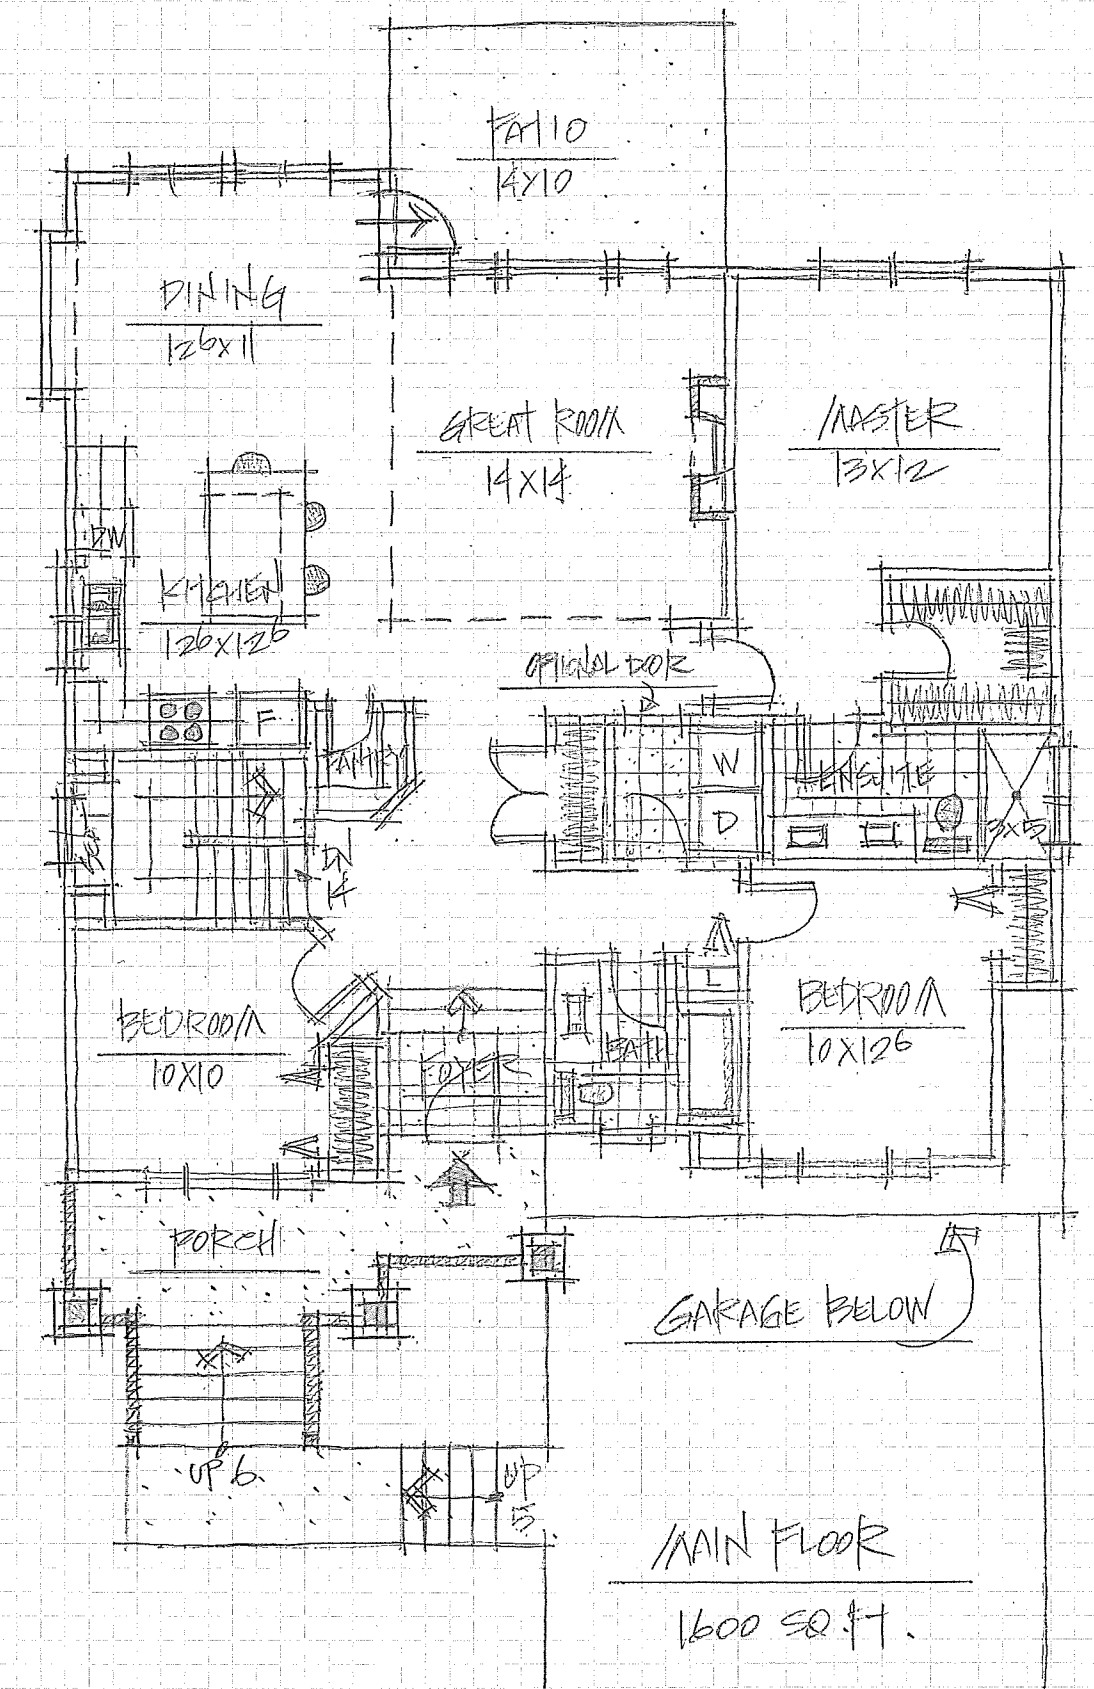 PATIO
14X10
DINING
12⁶X11
GREAT ROOM
14X14
MASTER
13X12
DW
KITCHEN
12⁶X12⁶
OPTIONAL DOOR
F
PANTRY
W
D
ENSUITE
3X5
DN
14
L
BEDROOM
10X10
FOYER
BATH
BEDROOM
10X12⁶
PORCH
GARAGE BELOW
UP 6
UP
5
MAIN FLOOR
1600 SQ.FT.